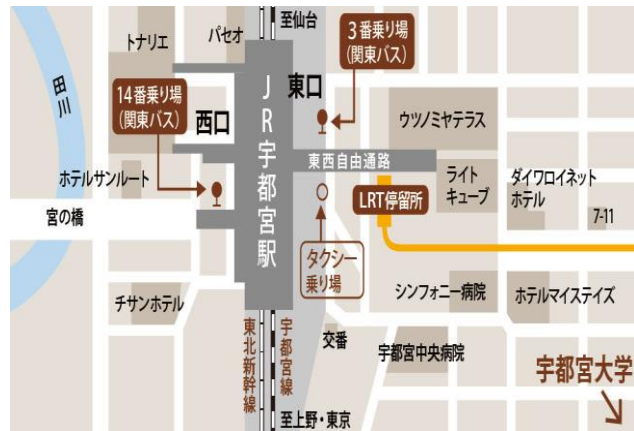 至仙台
パセオ
トナリエ
3番乗り場
(関東バス)
田川
14番乗り場
(関東バス)
西口
東口
JR宇都宮駅
ウツノミヤテラス
東西自由通路
ホテルサンルート
ライト
キューブ
ダイワロイネット
ホテル
LRT停留所
宮の橋
7-11
タクシー
乗り場
チサンホテル
シンフォニー病院
ホテルマイステイズ
東北新幹線
宇都宮線
交番
宇都宮中央病院
宇都宮大学
至上野・東京